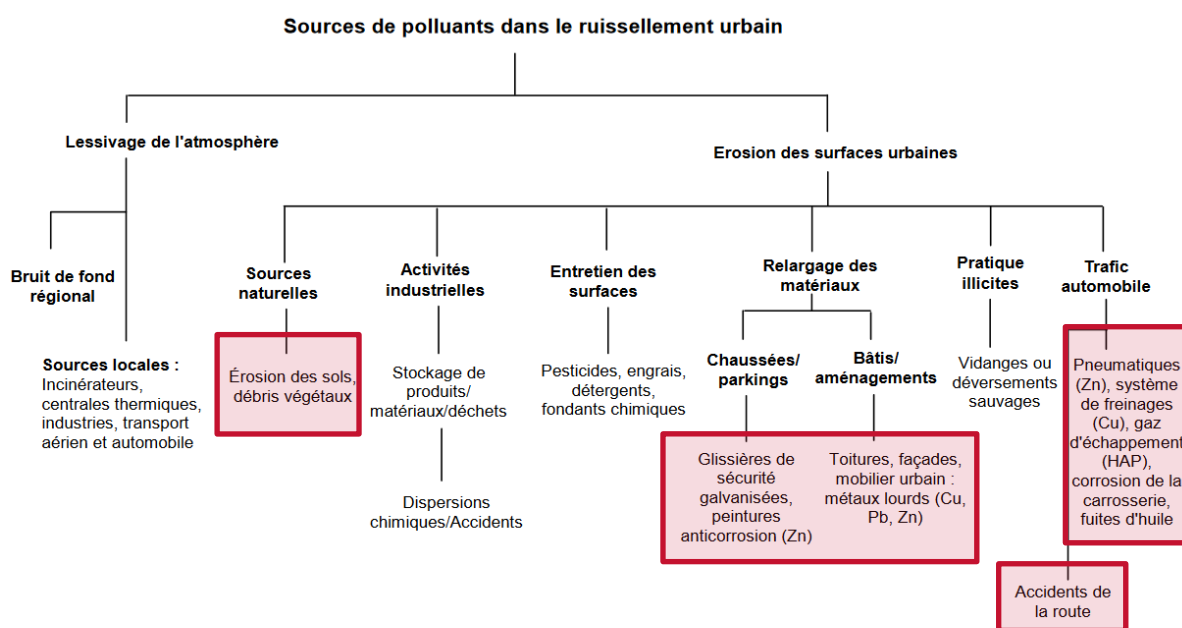 Sources de polluants dans le ruissellement urbain
Lessivage de l'atmosphère
Erosion des surfaces urbaines
Bruit de fond
régional
Sources locales :
Incinérateurs,
centrales thermiques,
industries, transport
aérien et automobile
Sources
naturelles
Érosion des sols,
débris végétaux
Activités
industrielles
Stockage de
produits/
matériaux/déchets
Dispersions
chimiques/Accidents
Entretien des
surfaces
Pesticides, engrais,
détergents,
fondants chimiques
Relargage des
matériaux
Chaussées/
parkings
Glissières de
sécurité
galvanisées,
peintures
anticorrosion (Zn)
Bâtis/
aménagements
Toitures, façades,
mobilier urbain :
métaux lourds (Cu,
Pb, Zn)
Pratique
illicites
Vidanges ou
déversements
sauvages
Trafic
automobile
Pneumatiques
(Zn), système
de freinages
(Cu), gaz
d'échappement
(HAP),
corrosion de la
carrosserie,
fuites d'huile
Accidents de
la route